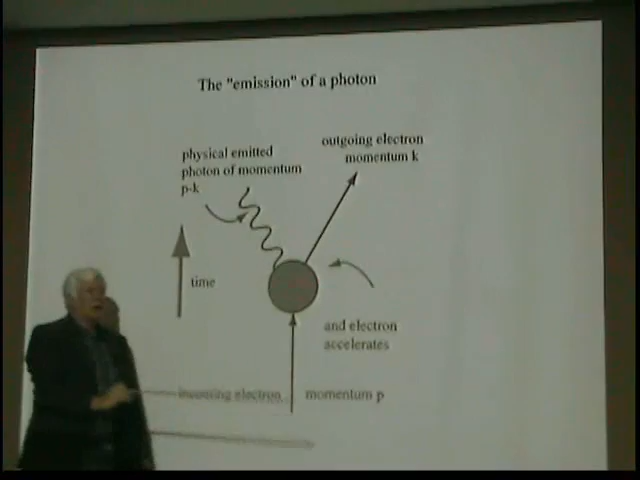 The "emission" of a photon
outgoing electron
momentum k
physical emitted
photon of momentum
p-k
time
and electron
accelerates
incoming electron, momentum p